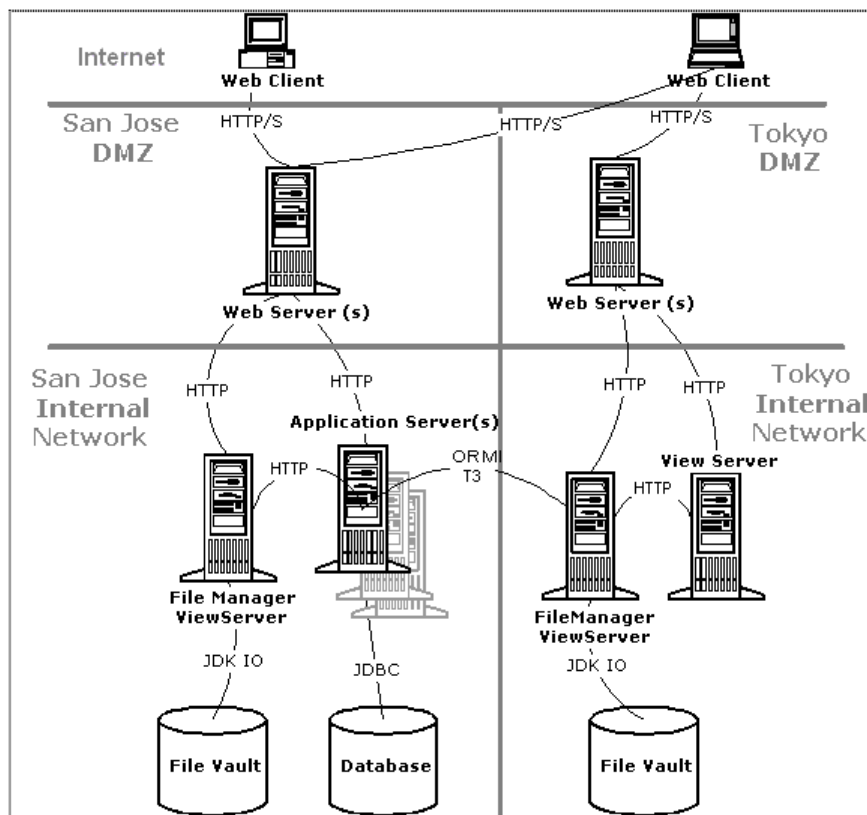 Internet
Web Client
Web Client
HTTP/S
HTTP/S
HTTP/S
San Jose
DMZ
Tokyo
DMZ
Web Server (s)
Web Server (s)
San Jose
Internal
Network
Tokyo
Internal
Network
HTTP
HTTP
HTTP
HTTP
Application Server(s)
View Server
HTTP
ORMI
T3
HTTP
File Manager
ViewServer
FileManager
ViewServer
JDK IO
JDBC
JDK IO
File Vault
Database
File Vault